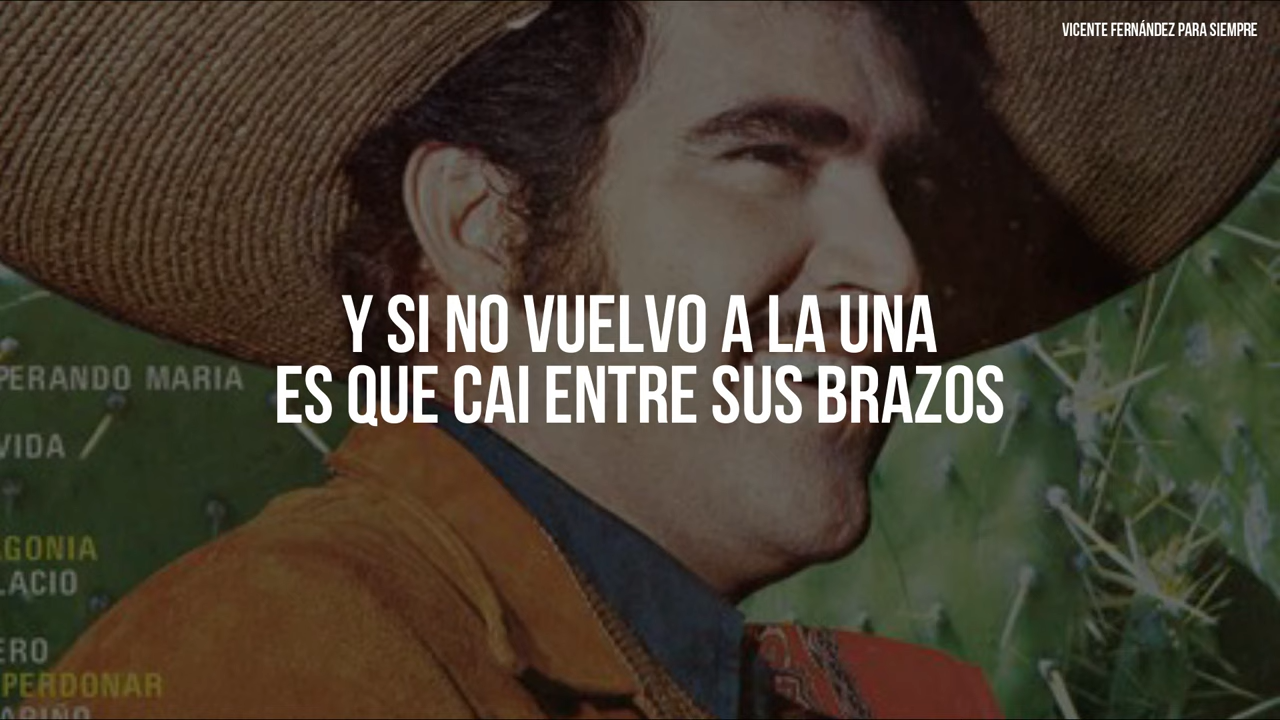 VICENTE FERNÁNDEZ PARA SIEMPRE
Y SI NO VUELVO A LA UNA
ES QUE CAI ENTRE SUS BRAZOS
PERANDO MARIA
VIDA
AGONIA
LACIO
ERO
PERDONAR